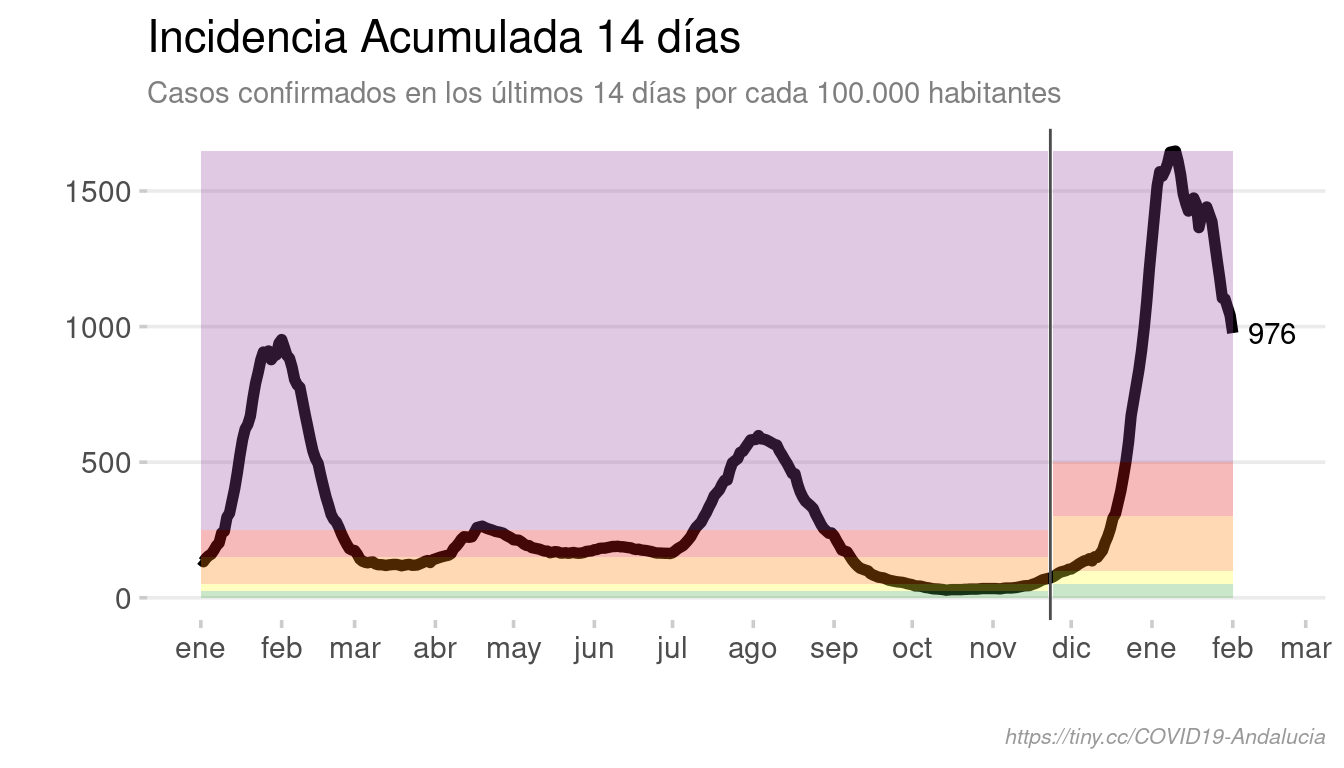 Incidencia Acumulada 14 días
Casos confirmados en los últimos 14 días por cada 100.000 habitantes
1500
1000
976
500
0
ene feb mar abr may jun jul ago sep oct nov dic ene feb mar
https://tiny.cc/COVID19-Andalucia